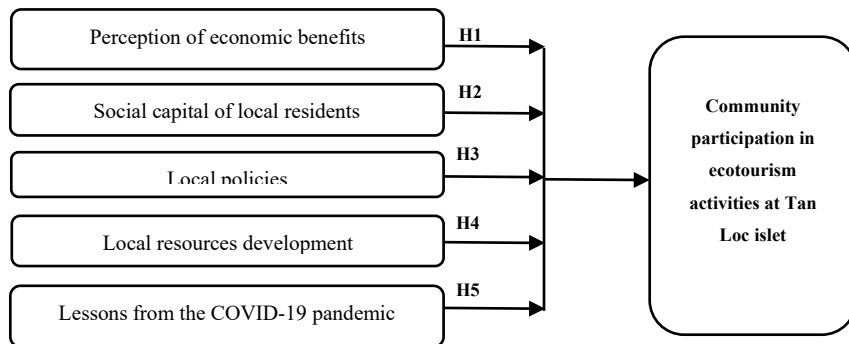 Perception of economic benefits
H1
Social capital of local residents
H2
Local policies
H3
Local resources development
H4
Lessons from the COVID-19 pandemic
H5
Community
participation in
ecotourism
activities at Tan
Loc islet